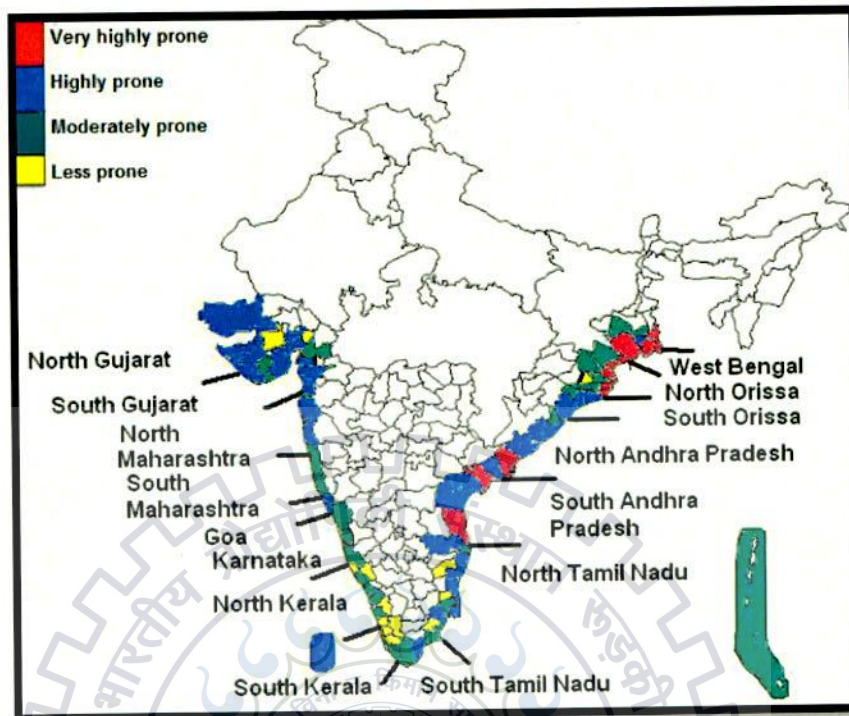 Very highly prone
Highly prone
Moderately prone
Less prone
North Gujarat
South Gujarat
North
Maharashtra
South
Maharashtra
Goa
Karnataka
North Kerala
South Kerala
South Tamil Nadu
West Bengal
North Orissa
South Orissa
North Andhra Pradesh
South Andhra
Pradesh
North Tamil Nadu
भारतीय प्रौद्योगिकी संस्थान रूड़की